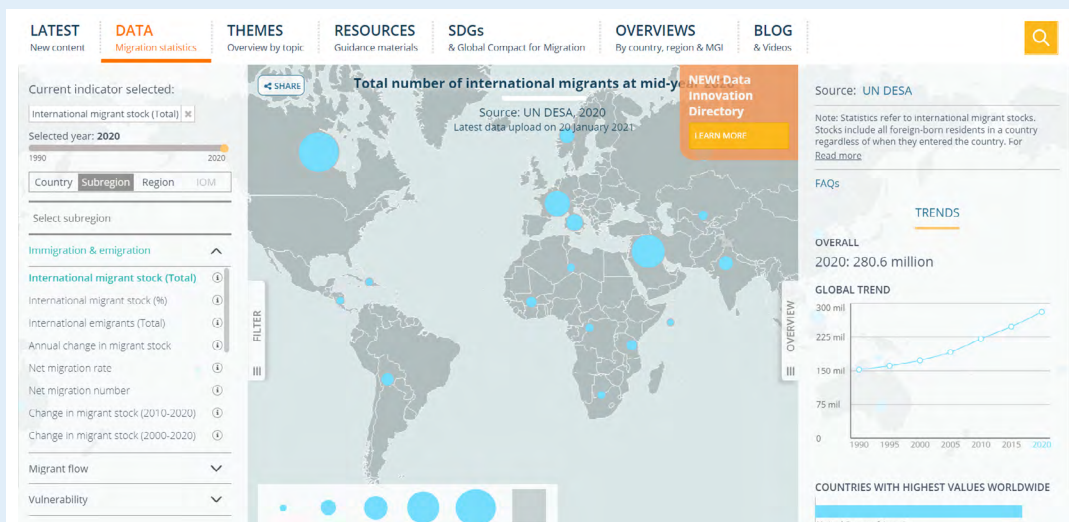 LATEST
New content
DATA
Migration statistics
THEMES
Overview by topic
RESOURCES
Guidance materials
SDGs
& Global Compact for Migration
OVERVIEWS
By country, region & MGI
BLOG
& Videos
Current indicator selected:
International migrant stock (Total)
Selected year: 2020
1990 2020
Country Subregion Region IOM
Select subregion
Immigration & emigration
International migrant stock (Total)
International migrant stock (%)
International emigrants (Total)
Annual change in migrant stock
Net migration rate
Net migration number
Change in migrant stock (2010-2020)
Change in migrant stock (2000-2020)
Migrant flow
Vulnerability
SHARE
Total number of international migrants at mid-year 2020
Source: UN DESA, 2020
Latest data upload on 20 January 2021
NEW! Data
Innovation
Directory
LEARN MORE
FILTER
OVERVIEW
Source: UN DESA
Note: Statistics refer to international migrant stocks.
Stocks include all foreign-born residents in a country
regardless of when they entered the country. For
Read more
FAQs
TRENDS
OVERALL
2020: 280.6 million
GLOBAL TREND
300 mil
225 mil
150 mil
75 mil
0
1990 1995 2000 2005 2010 2015 2020
COUNTRIES WITH HIGHEST VALUES WORLDWIDE